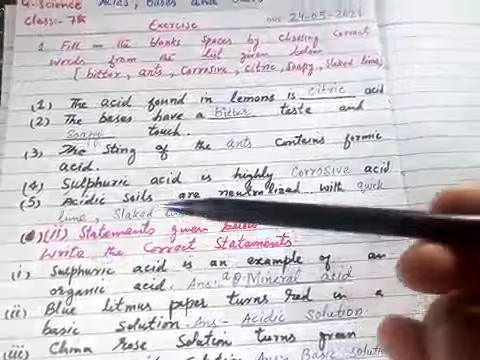 G-Science Acids, Bases and
Class:- 7th Exercise Date 24-05-2021
1. Fill in the blanks Spaces by choosing Correct
words from the list given below
[bitter, ants, Corrosive, citric, Soapy, slaked lime]
(1) The acid found in lemons is citric acid
(2) The bases have a bitter taste and
Soapy touch.
(3) The Sting of the ants contains formic
acid.
(4) Sulphuric acid is highly Corrosive acid
(5) Acidic Soils are neutralized with quick
lime, Slaked
(II) Statements given below
Write the Correct Statements.
(i) Sulphuric acid is an example of an
organic acid. Ans: Mineral acid
(ii) Blue litmus paper turns red in a
basic solution. Ans- Acidic Solution
(iii) China rose Solution turns green
Ans:- Basic Solution